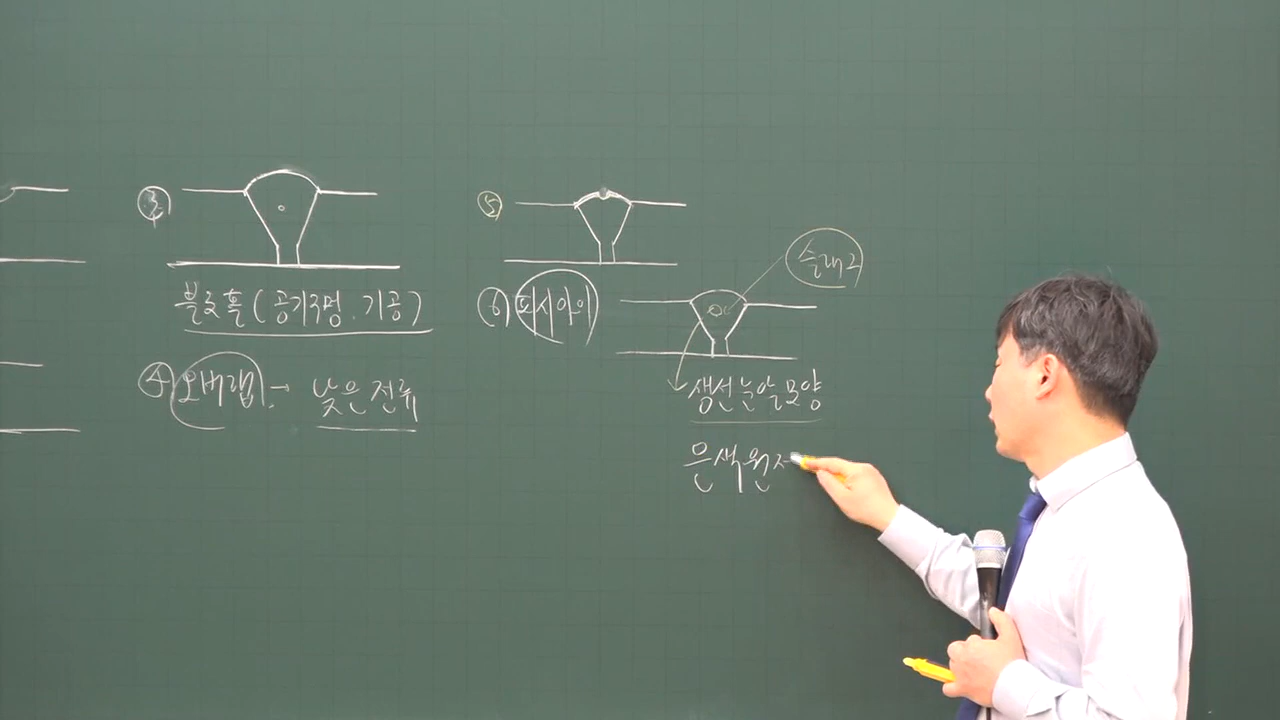 ③
블로홀(공기구멍.기공)
④ 오버랩. → 낮은 전류
⑤
⑥ 피시아이
슬래그
생선눈알모양
은색원